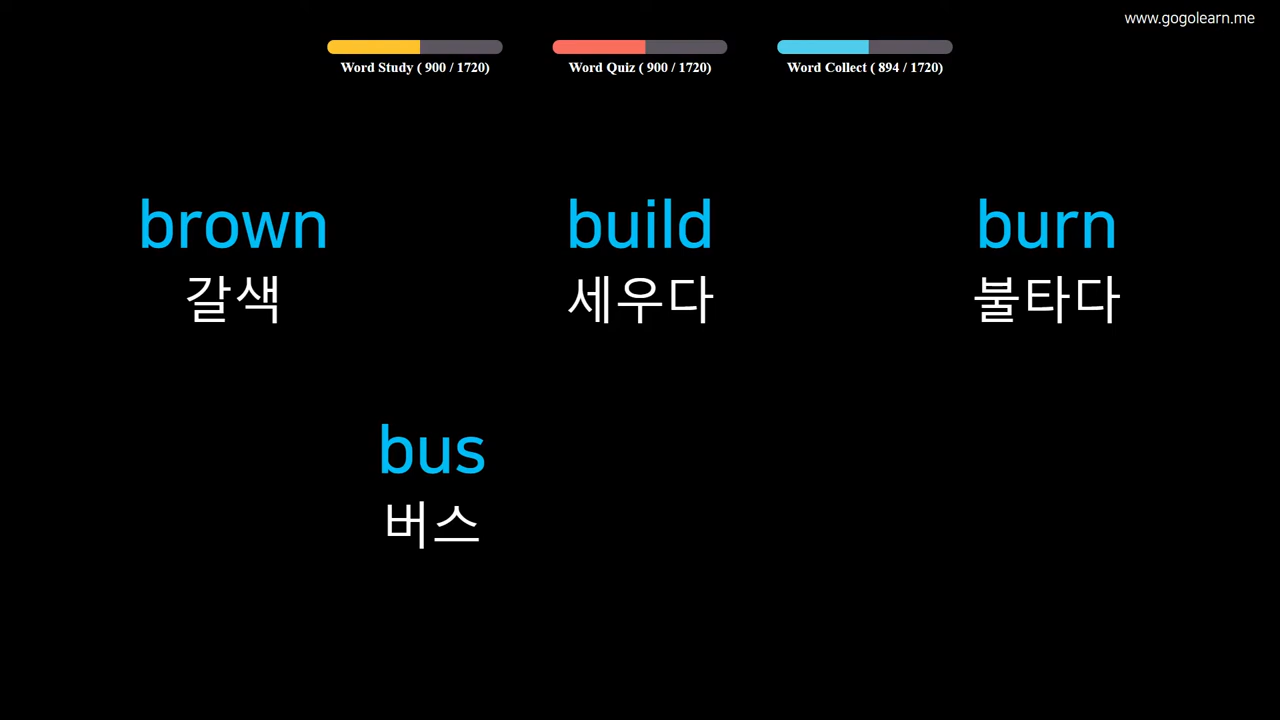 www.gogolearn.me
Word Study ( 900 / 1720)
Word Quiz ( 900 / 1720)
Word Collect ( 894 / 1720)
brown
갈색
build
세우다
burn
불타다
bus
버스